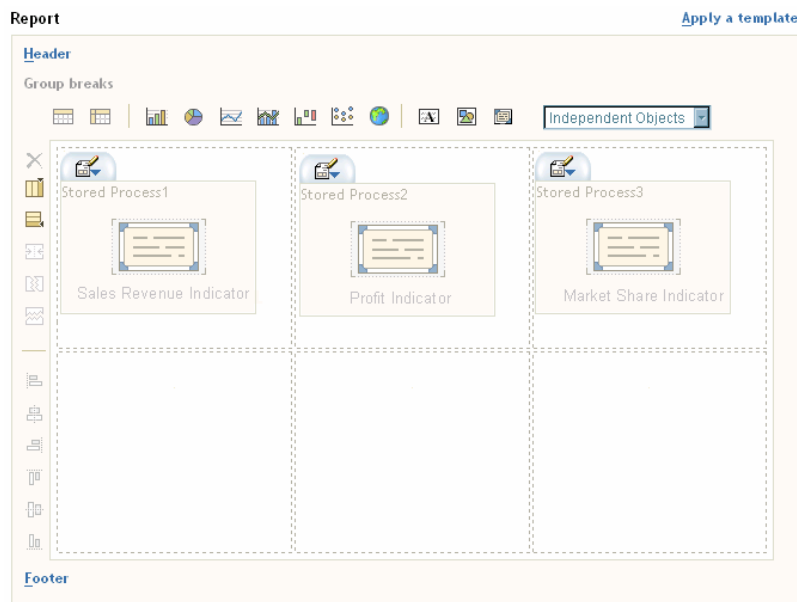 Report Apply a template
Header
Group breaks
A Independent Objects
Stored Process1 Stored Process2 Stored Process3
Sales Revenue Indicator Profit Indicator Market Share Indicator
Footer